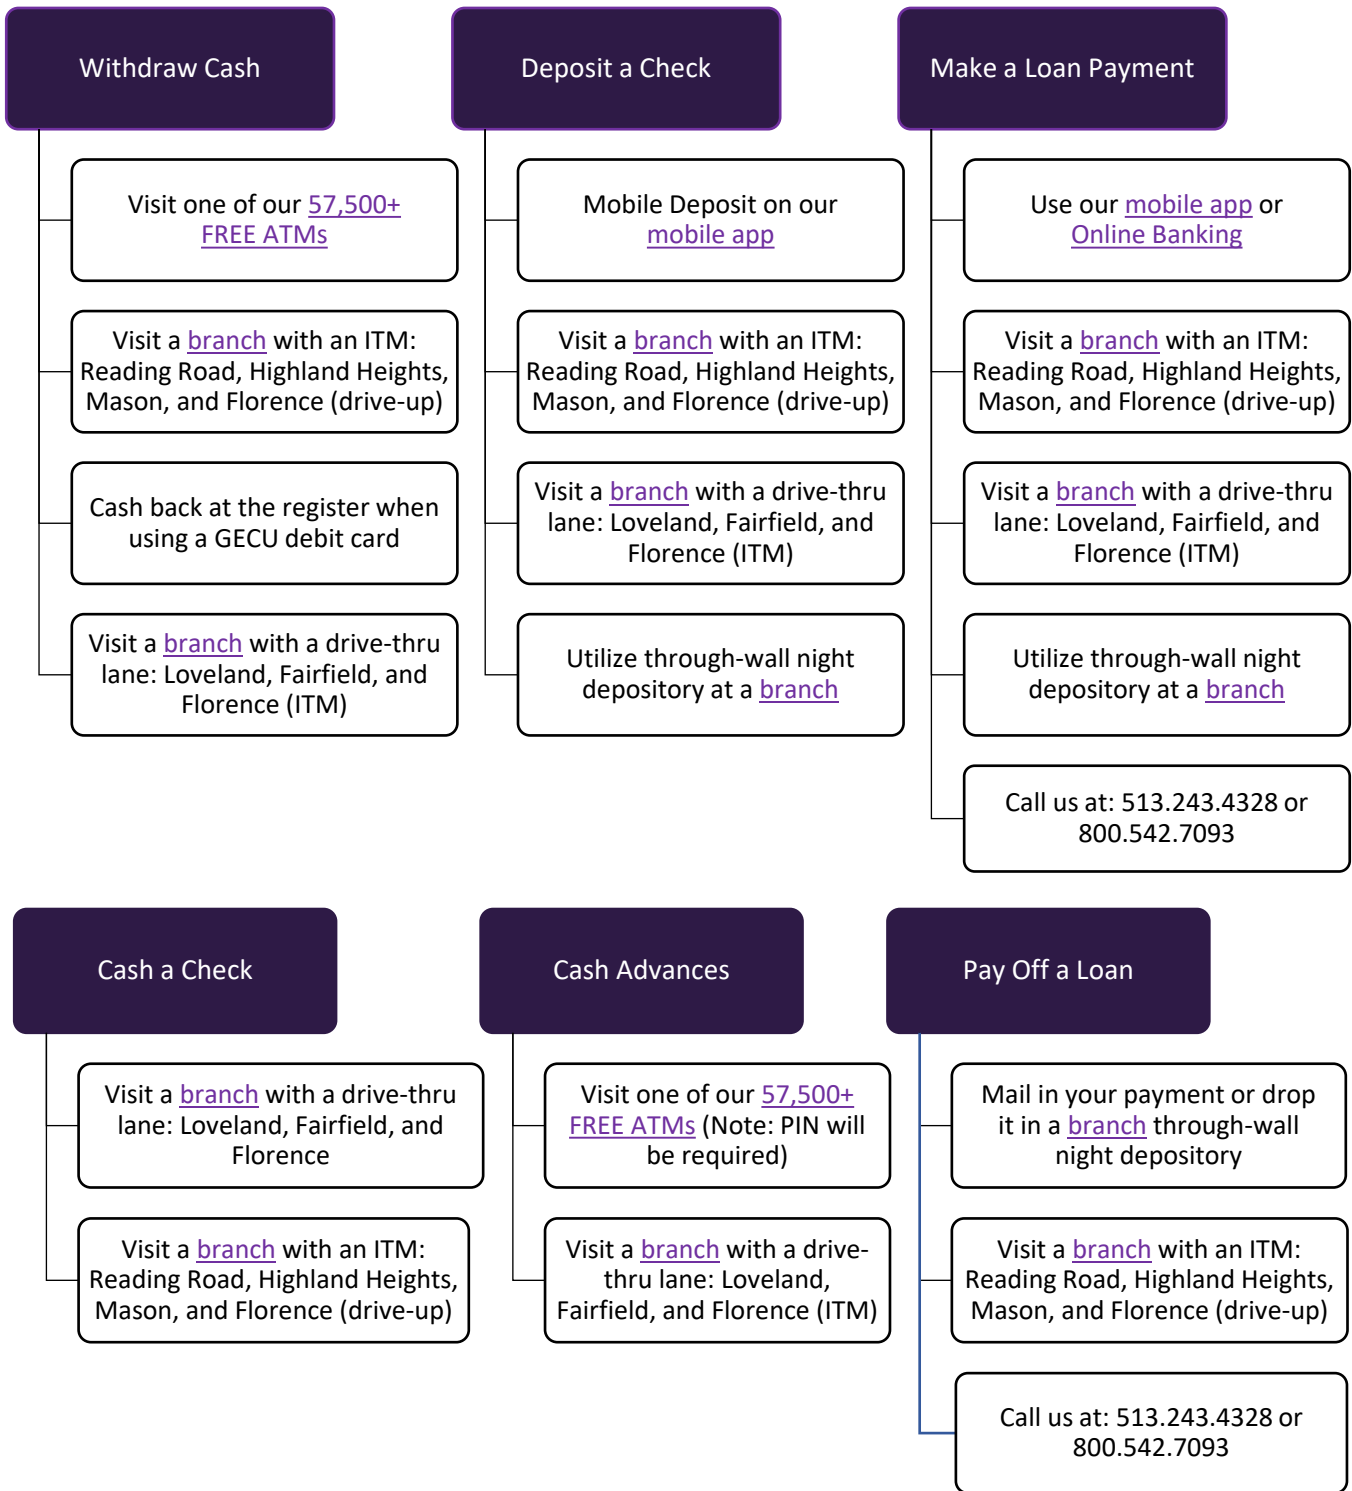 Withdraw Cash
Visit one of our 57,500+
FREE ATMs
Visit a branch with an ITM:
Reading Road, Highland Heights,
Mason, and Florence (drive-up)
Cash back at the register when
using a GECU debit card
Visit a branch with a drive-thru
lane: Loveland, Fairfield, and
Florence (ITM)
Deposit a Check
Mobile Deposit on our
mobile app
Visit a branch with an ITM:
Reading Road, Highland Heights,
Mason, and Florence (drive-up)
Visit a branch with a drive-thru
lane: Loveland, Fairfield, and
Florence (ITM)
Utilize through-wall night
depository at a branch
Make a Loan Payment
Use our mobile app or
Online Banking
Visit a branch with an ITM:
Reading Road, Highland Heights,
Mason, and Florence (drive-up)
Visit a branch with a drive-thru
lane: Loveland, Fairfield, and
Florence (ITM)
Utilize through-wall night
depository at a branch
Call us at: 513.243.4328 or
800.542.7093
Cash a Check
Visit a branch with a drive-thru
lane: Loveland, Fairfield, and
Florence
Visit a branch with an ITM:
Reading Road, Highland Heights,
Mason, and Florence (drive-up)
Cash Advances
Visit one of our 57,500+
FREE ATMs (Note: PIN will
be required)
Visit a branch with a drive-
thru lane: Loveland,
Fairfield, and Florence (ITM)
Pay Off a Loan
Mail in your payment or drop
it in a branch through-wall
night depository
Visit a branch with an ITM:
Reading Road, Highland Heights,
Mason, and Florence (drive-up)
Call us at: 513.243.4328 or
800.542.7093